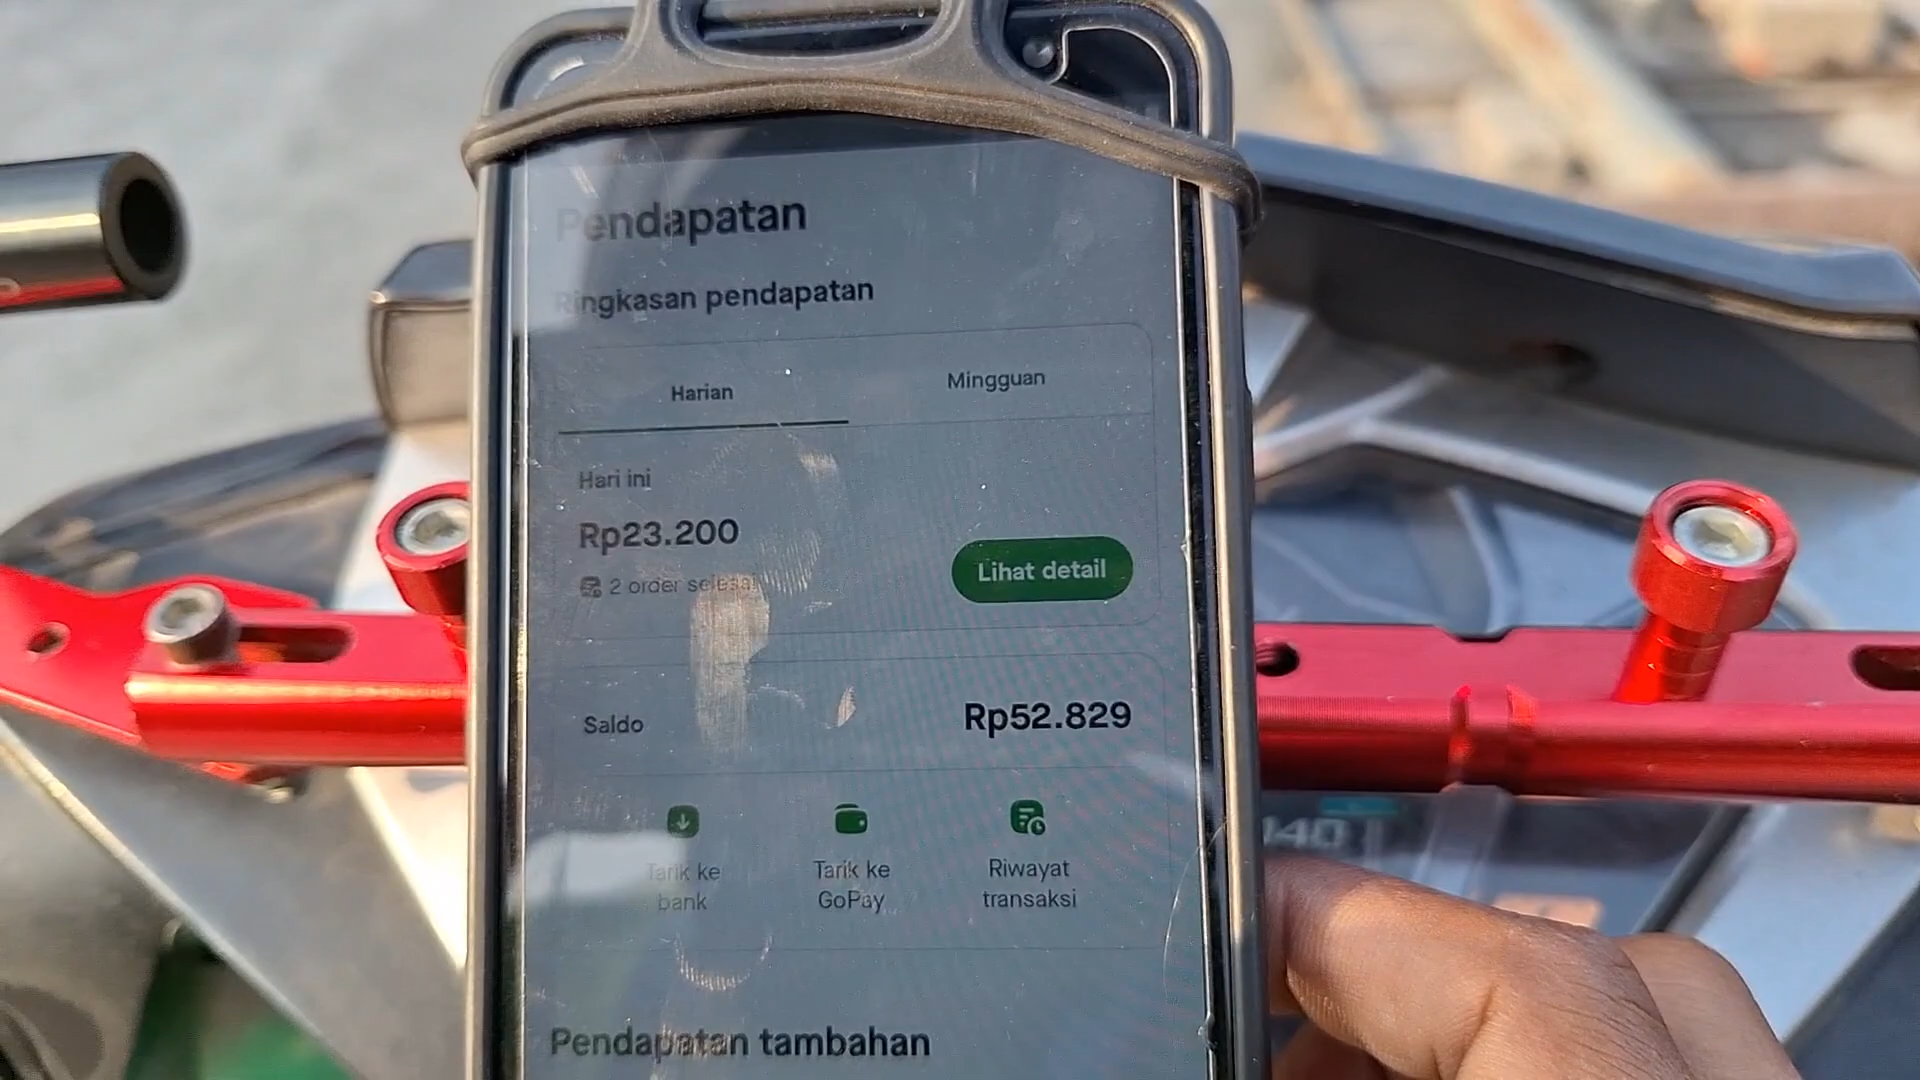 Pendapatan
Ringkasan pendapatan
Harian
Mingguan
Hari ini
Rp23.200
2 order selesai
Lihat detail
Saldo
Rp52.829
Tarik ke
bank
Tarik ke
GoPay
Riwayat
transaksi
Pendapatan tambahan
140